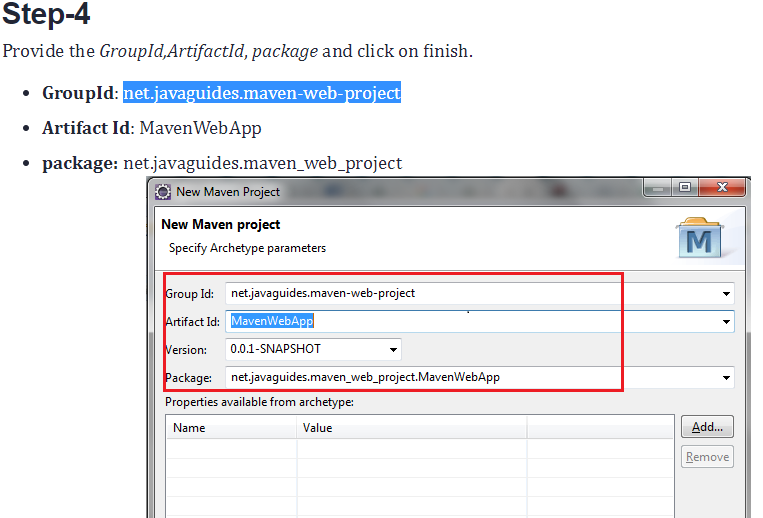 Step-4
Provide the GroupId,ArtifactId, package and click on finish.
• GroupId: net.javaguides.maven-web-project
• Artifact Id: MavenWebApp
• package: net.javaguides.maven_web_project
New Maven Project
New Maven project
Specify Archetype parameters
M
Group Id: net.javaguides.maven-web-project
Artifact Id: MavenWebApp
Version: 0.0.1-SNAPSHOT
Package: net.javaguides.maven_web_project.MavenWebApp
Properties available from archetype:
Name Value
Add...
Remove